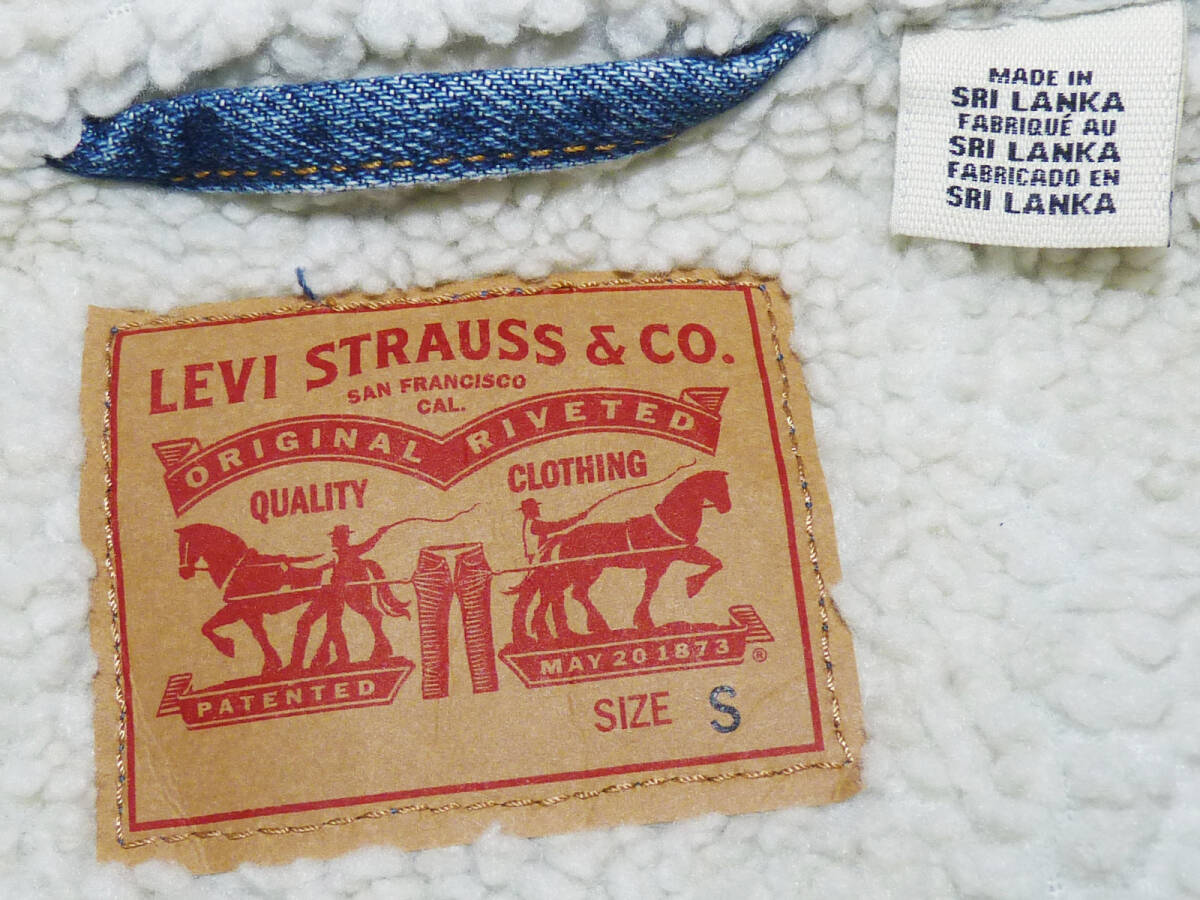 MADE IN
SRI LANKA
FABRIQUÉ AU
SRI LANKA
FABRICADO EN
SRI LANKA
LEVI STRAUSS & CO.
SAN FRANCISCO
CAL.
ORIGINAL RIVETED
QUALITY CLOTHING
PATENTED MAY 20 1873 ®
SIZE S